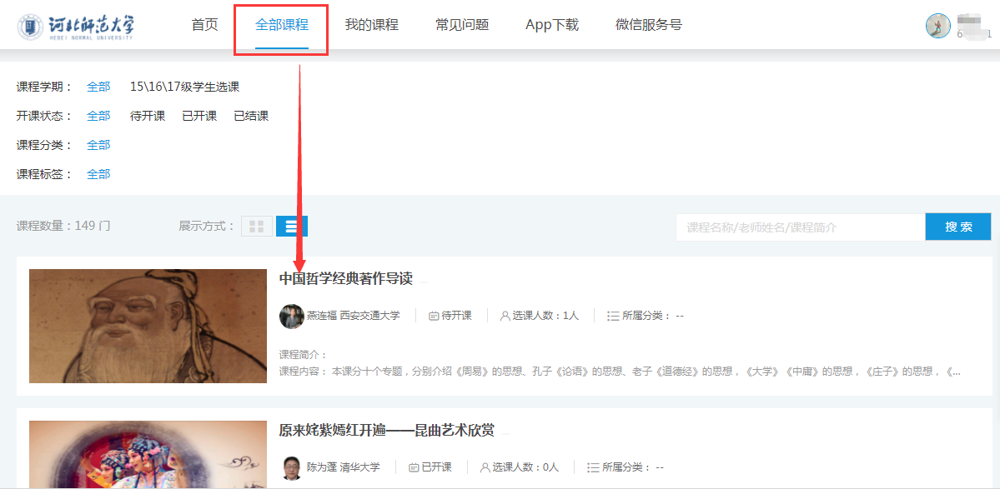 河北师范大学
HEBEI NORMAL UNIVERSITY
首页 全部课程 我的课程 常见问题 App下载 微信服务号
课程学期： 全部 15\16\17级学生选课
开课状态： 全部 待开课 已开课 已结课
课程分类： 全部
课程标签： 全部
课程数量：149 门 展示方式： 课程名称/老师姓名/课程简介 搜 索
中国哲学经典著作导读
燕连福 西安交通大学 待开课 选课人数：1人 所属分类： --
课程简介：
课程内容： 本课分十个专题，分别介绍《周易》的思想、孔子《论语》的思想、老子《道德经》的思想，《大学》《中庸》的思想，《庄子》的思想，《...
原来姹紫嫣红开遍——昆曲艺术欣赏
陈为蓬 清华大学 已开课 选课人数：0人 所属分类： --